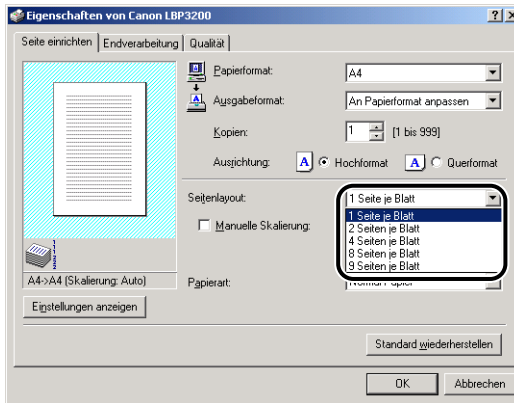 Eigenschaften von Canon LBP3200
Seite einrichten Endverarbeitung Qualität
Papierformat: A4
Ausgabeformat: An Papierformat anpassen
Kopien: 1 [1 bis 999]
Ausrichtung: A Hochformat A Querformat
Seitenlayout: 1 Seite je Blatt
1 Seite je Blatt
2 Seiten je Blatt
4 Seiten je Blatt
8 Seiten je Blatt
9 Seiten je Blatt
Manuelle Skalierung:
A4->A4 (Skalierung: Auto)
Papierart: Normal Papier
Einstellungen anzeigen
Standard wiederherstellen
OK Abbrechen